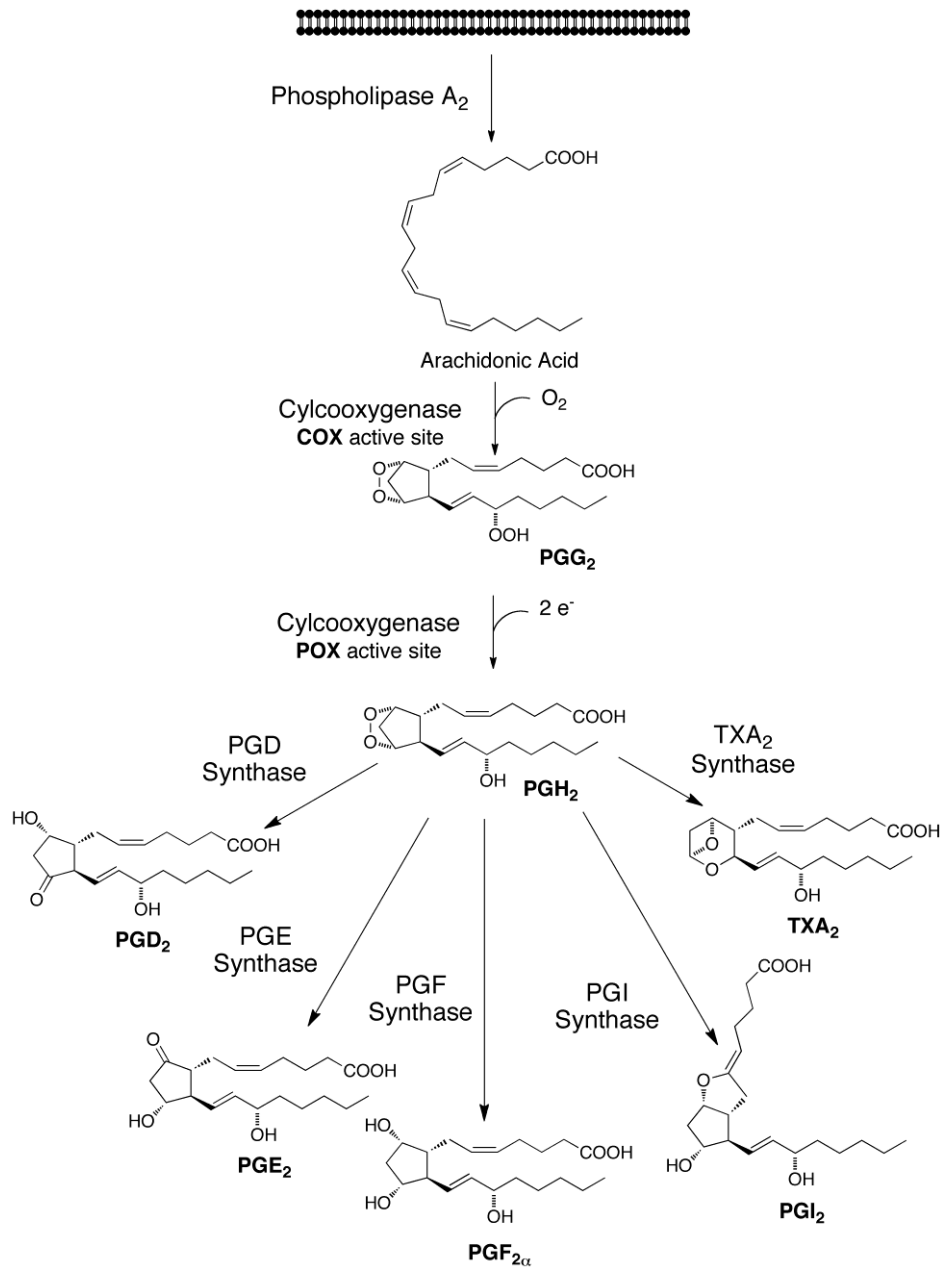 Phospholipase A2
COOH
Arachidonic Acid
Cylcooxygenase
COX active site
O2
O
O
COOH
OOH
PGG2
Cylcooxygenase
POX active site
2 e-
O
O
COOH
OH
PGH2
PGD
Synthase
TXA2
Synthase
HO
COOH
O
OH
PGD2
O
O
COOH
OH
TXA2
PGE
Synthase
PGF
Synthase
PGI
Synthase
COOH
O
COOH
HO
OH
PGE2
HO
COOH
HO
OH
PGF2α
O
HO
OH
PGI2